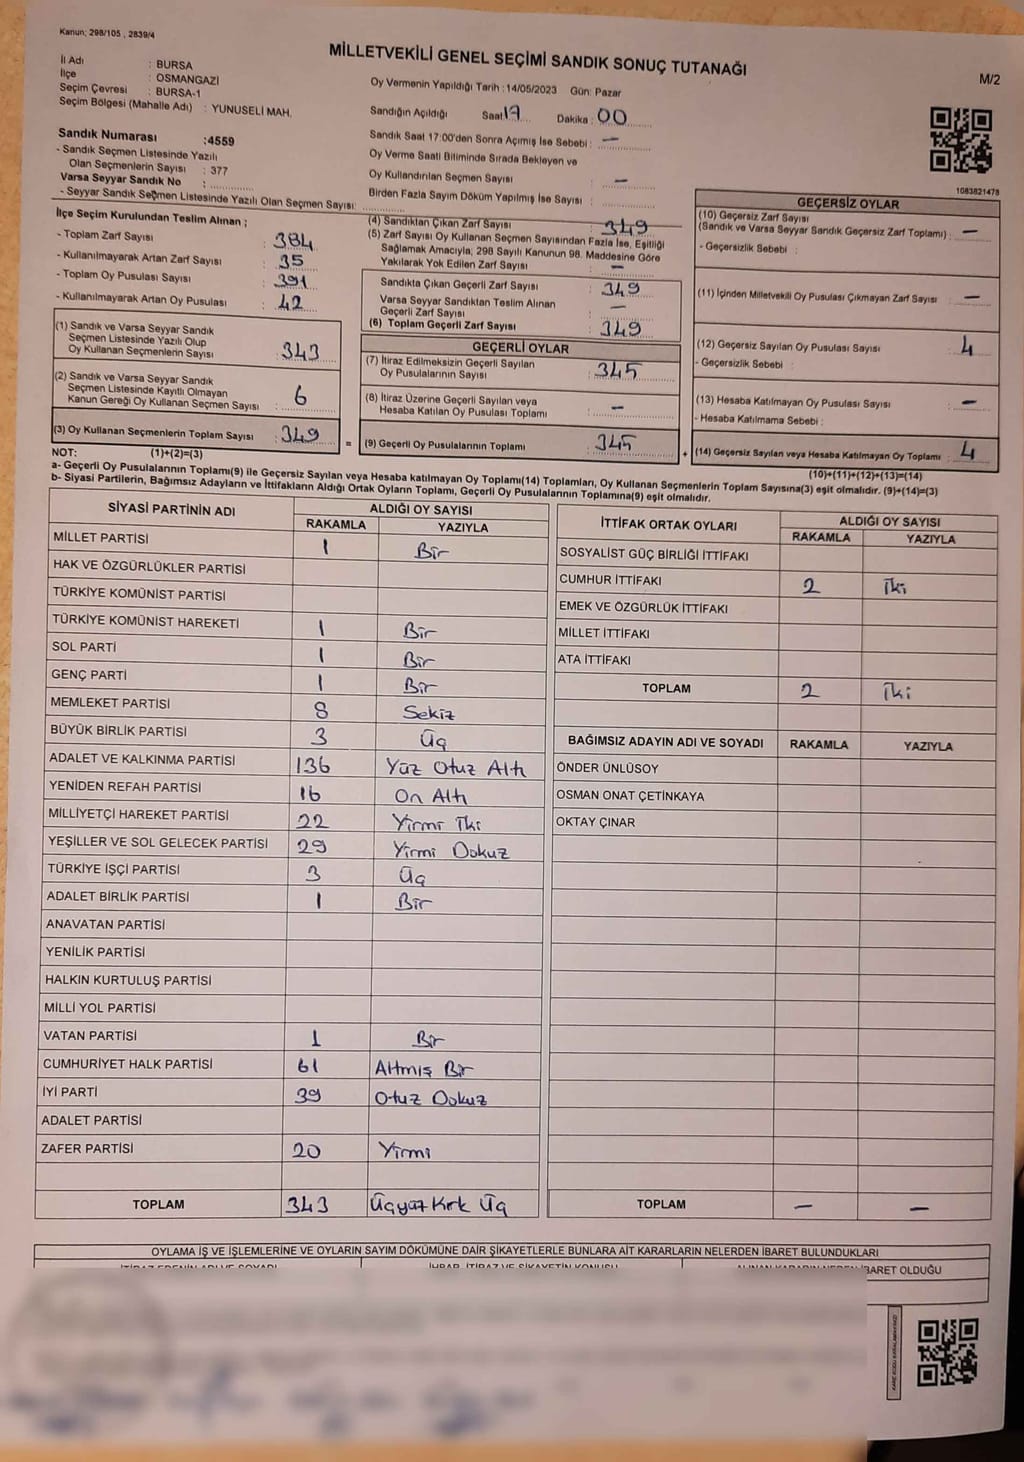 Kanun; 298/105 , 2839/4
MİLLETVEKİLİ GENEL SEÇİMİ SANDIK SONUÇ TUTANAĞI
M/2
İl Adı : BURSA
İlçe : OSMANGAZİ
Seçim Çevresi : BURSA-1
Seçim Bölgesi (Mahalle Adı) : YUNUSELİ MAH.
Sandık Numarası :4559
- Sandık Seçmen Listesinde Yazılı
Olan Seçmenlerin Sayısı : 377
Varsa Seyyar Sandık No :
- Seyyar Sandık Seçmen Listesinde Yazılı Olan Seçmen Sayısı:
Oy Vermenin Yapıldığı Tarih :14/05/2023 Gün: Pazar
Sandığın Açıldığı Saat 17 Dakika : 00
Sandık Saat 17:00'den Sonra Açımış İse Sebebi : —
Oy Verme Saati Bitiminde Sırada Bekleyen ve
Oy Kullandırılan Seçmen Sayısı : —
Birden Fazla Sayım Döküm Yapılmış İse Sayısı :
1083821478
İlçe Seçim Kurulundan Teslim Alınan ;
- Toplam Zarf Sayısı : 384
- Kullanılmayarak Artan Zarf Sayısı : 35
- Toplam Oy Pusulası Sayısı : 391
- Kullanılmayarak Artan Oy Pusulası : 42
(1) Sandık ve Varsa Seyyar Sandık
Seçmen Listesinde Yazılı Olup
Oy Kullanan Seçmenlerin Sayısı : 343
(2) Sandık ve Varsa Seyyar Sandık
Seçmen Listesinde Kayıtlı Olmayan
Kanun Gereği Oy Kullanan Seçmen Sayısı : 6
(3) Oy Kullanan Seçmenlerin Toplam Sayısı : 349
(4) Sandıktan Çıkan Zarf Sayısı : 349
(5) Zarf Sayısı Oy Kullanan Seçmen Sayısından Fazla İse, Eşitliği
Sağlamak Amacıyla; 298 Sayılı Kanunun 98. Maddesine Göre
Yakılarak Yok Edilen Zarf Sayısı : —
Sandıkta Çıkan Geçerli Zarf Sayısı : 349
Varsa Seyyar Sandıktan Teslim Alınan
Geçerli Zarf Sayısı : —
(6) Toplam Geçerli Zarf Sayısı : 349
GEÇERLİ OYLAR
(7) İtiraz Edilmeksizin Geçerli Sayılan
Oy Pusulalarının Sayısı : 345
(8) İtiraz Üzerine Geçerli Sayılan veya
Hesaba Katılan Oy Pusulası Toplamı : —
= (9) Geçerli Oy Pusulalarının Toplamı : 345
GEÇERSİZ OYLAR
(10) Geçersiz Zarf Sayısı
(Sandık ve Varsa Seyyar Sandık Geçersiz Zarf Toplamı) : —
- Geçersizlik Sebebi :
(11) İçinden Milletvekili Oy Pusulası Çıkmayan Zarf Sayısı : —
(12) Geçersiz Sayılan Oy Pusulası Sayısı : 4
- Geçersizlik Sebebi :
(13) Hesaba Katılmayan Oy Pusulası Sayısı : —
- Hesaba Katılmama Sebebi :
+ (14) Geçersiz Sayılan veya Hesaba Katılmayan Oy Toplamı : 4
NOT: (1)+(2)=(3)
(10)+(11)+(12)+(13)=(14)
a- Geçerli Oy Pusulalarının Toplamı(9) ile Geçersiz Sayılan veya Hesaba katılmayan Oy Toplamı(14) Toplamları, Oy Kullanan Seçmenlerin Toplam Sayısına(3) eşit olmalıdır. (9)+(14)=(3)
b- Siyasi Partilerin, Bağımsız Adayların ve İttifakların Aldığı Ortak Oyların Toplamı, Geçerli Oy Pusulalarının Toplamına(9) eşit olmalıdır.
SİYASİ PARTİNİN ADI ALDIĞI OY SAYISI
RAKAMLA YAZIYLA
MİLLET PARTİSİ 1 Bir
HAK VE ÖZGÜRLÜKLER PARTİSİ
TÜRKİYE KOMÜNİST PARTİSİ
TÜRKİYE KOMÜNİST HAREKETİ 1 Bir
SOL PARTİ 1 Bir
GENÇ PARTİ 1 Bir
MEMLEKET PARTİSİ 8 Sekiz
BÜYÜK BİRLİK PARTİSİ 3 Üç
ADALET VE KALKINMA PARTİSİ 136 Yüz Otuz Altı
YENİDEN REFAH PARTİSİ 16 On Altı
MİLLİYETÇİ HAREKET PARTİSİ 22 Yirmi İki
YEŞİLLER VE SOL GELECEK PARTİSİ 29 Yirmi Dokuz
TÜRKİYE İŞÇİ PARTİSİ 3 Üç
ADALET BİRLİK PARTİSİ 1 Bir
ANAVATAN PARTİSİ
YENİLİK PARTİSİ
HALKIN KURTULUŞ PARTİSİ
MİLLİ YOL PARTİSİ
VATAN PARTİSİ 1 Bir
CUMHURİYET HALK PARTİSİ 61 Altmış Bir
İYİ PARTİ 39 Otuz Dokuz
ADALET PARTİSİ
ZAFER PARTİSİ 20 Yirmi
TOPLAM 343 Üçyüz Kırk Üç
İTTİFAK ORTAK OYLARI ALDIĞI OY SAYISI
RAKAMLA YAZIYLA
SOSYALİST GÜÇ BİRLİĞİ İTTİFAKI
CUMHUR İTTİFAKI 2 İki
EMEK VE ÖZGÜRLÜK İTTİFAKI
MİLLET İTTİFAKI
ATA İTTİFAKI
TOPLAM 2 İki
BAĞIMSIZ ADAYIN ADI VE SOYADI RAKAMLA YAZIYLA
ÖNDER ÜNLÜSOY
OSMAN ONAT ÇETİNKAYA
OKTAY ÇINAR
TOPLAM — —
OYLAMA İŞ VE İŞLEMLERİNE VE OYLARIN SAYIM DÖKÜMÜNE DAİR ŞİKAYETLERLE BUNLARA AİT KARARLARIN NELERDEN İBARET BULUNDUKLARI
İTİRAZ EDENİN ADI VE SOYADI İHBAR, İTİRAZ VE ŞİKAYETİN KONUSU ALINAN KARARIN NEDEN İBARET OLDUĞU